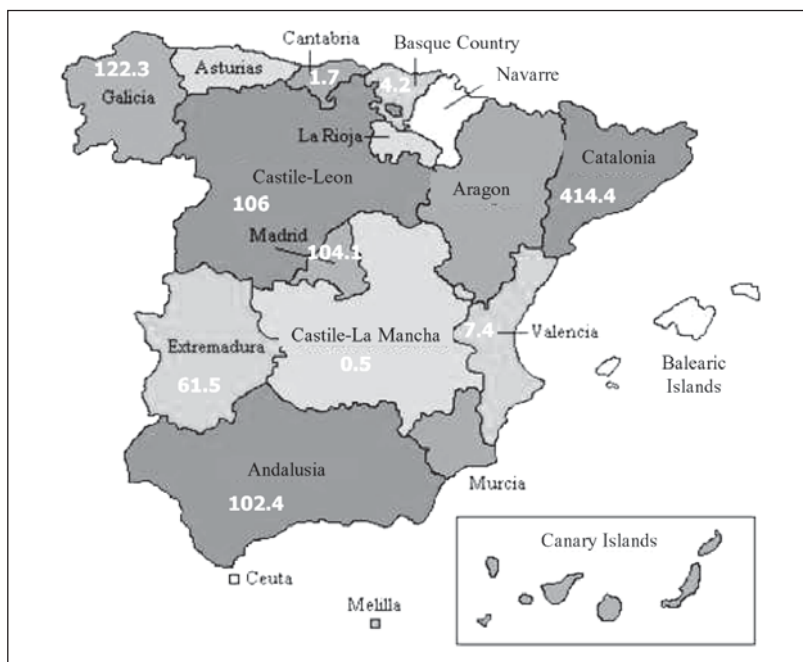 Cantabria
1.7
Basque Country
4.2
Navarre
122.3
Galicia
Asturias
La Rioja
Castile-Leon
106
Aragon
Catalonia
414.4
Madrid
104.1
Castile-La Mancha
0.5
7.4
Valencia
Extremadura
61.5
Balearic
Islands
Andalusia
102.4
Murcia
Canary Islands
Ceuta
Melilla